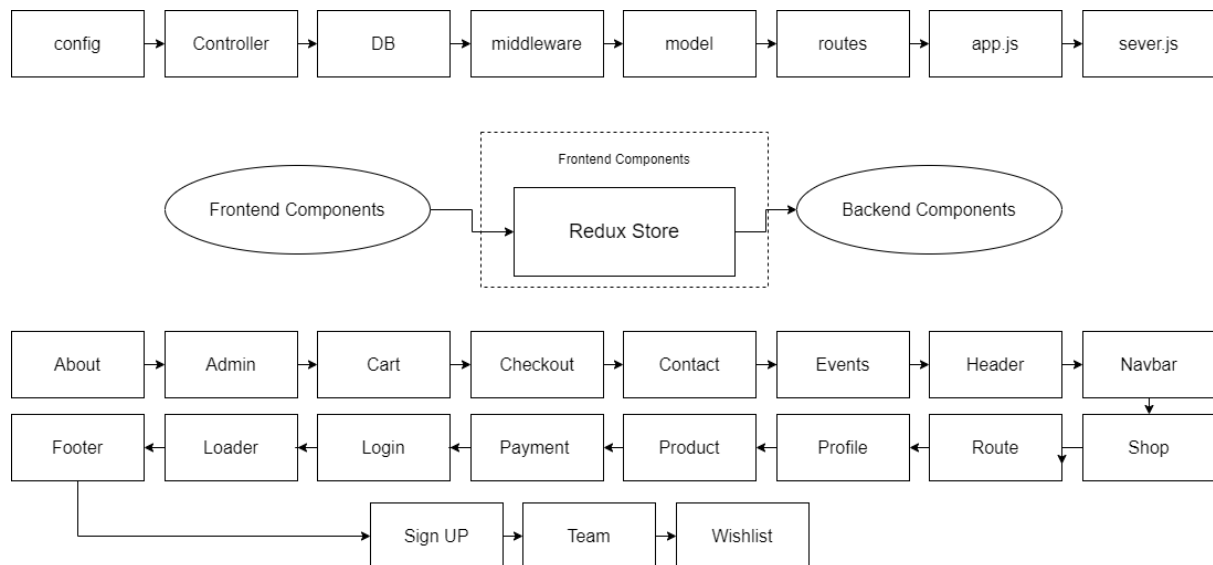 config
Controller
DB
middleware
model
routes
app.js
sever.js
Frontend Components
Frontend Components
Redux Store
Backend Components
About
Admin
Cart
Checkout
Contact
Events
Header
Navbar
Footer
Loader
Login
Payment
Product
Profile
Route
Shop
Sign UP
Team
Wishlist